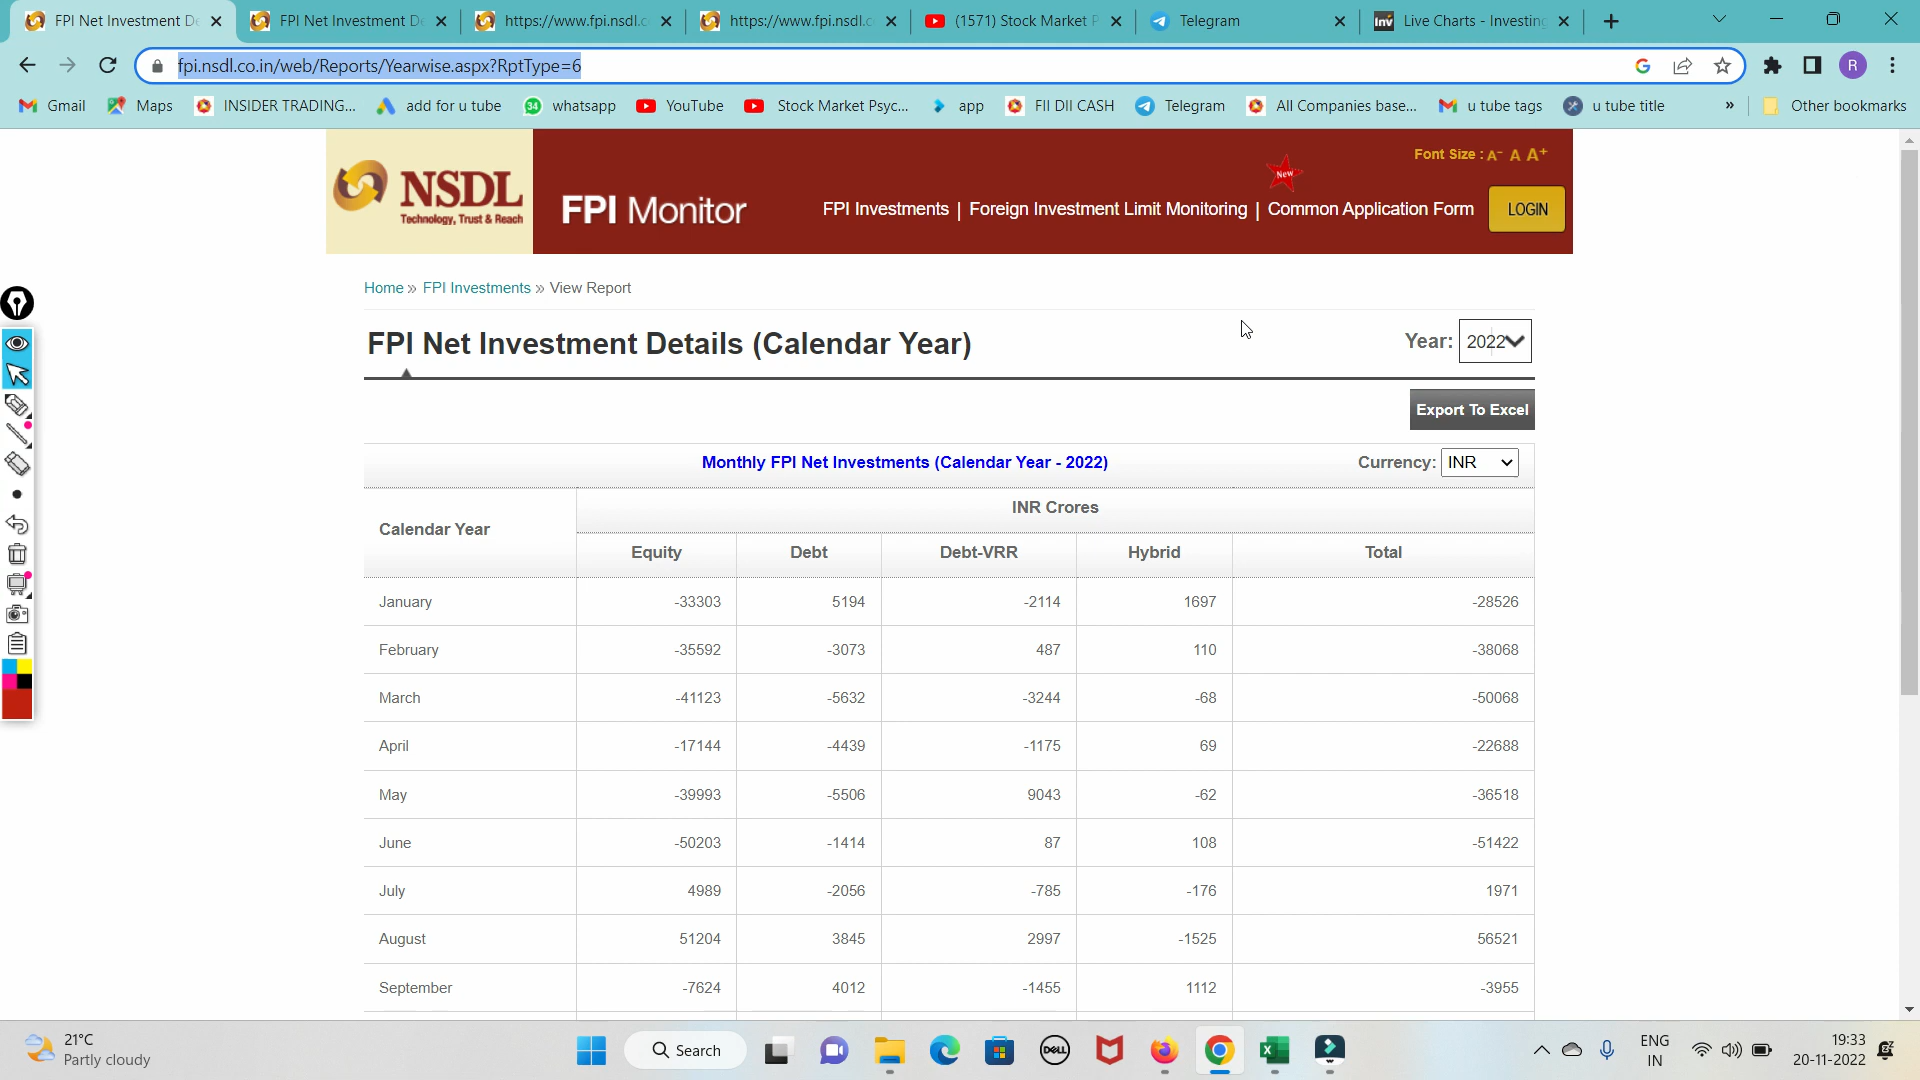 FPI Net Investment De
FPI Net Investment D
https://www.fpi.nsdl.c
https://www.fpi.nsdl.c
(1571) Stock Market P
Telegram
Live Charts - Investing
fpi.nsdl.co.in/web/Reports/Yearwise.aspx?RptType=6
R
Gmail
Maps
INSIDER TRADING...
add for u tube
34
whatsapp
YouTube
Stock Market Psyc...
app
FII DII CASH
Telegram
All Companies base...
u tube tags
u tube title
»
Other bookmarks
NSDL
Technology, Trust & Reach
FPI Monitor
Font Size : A- A A+
New
FPI Investments | Foreign Investment Limit Monitoring | Common Application Form
LOGIN
Home » FPI Investments » View Report
FPI Net Investment Details (Calendar Year)
Year: 2022
Export To Excel
Monthly FPI Net Investments (Calendar Year - 2022)
Currency: INR
Calendar Year
INR Crores
Equity Debt Debt-VRR Hybrid Total
January -33303 5194 -2114 1697 -28526
February -35592 -3073 487 110 -38068
March -41123 -5632 -3244 -68 -50068
April -17144 -4439 -1175 69 -22688
May -39993 -5506 9043 -62 -36518
June -50203 -1414 87 108 -51422
July 4989 -2056 -785 -176 1971
August 51204 3845 2997 -1525 56521
September -7624 4012 -1455 1112 -3955
21°C
Partly cloudy
Search
DELL
ENG
IN
19:33
20-11-2022